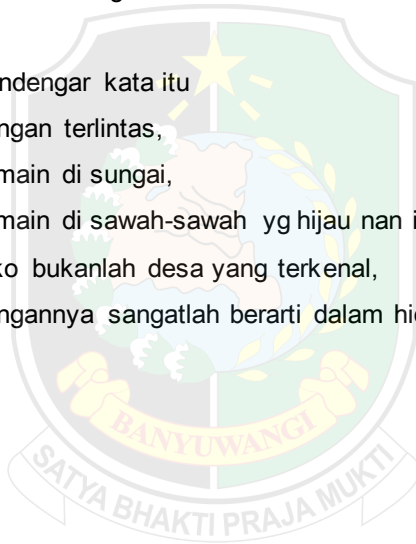 ndengar kata itu
ngan terlintas,
main di sungai,
main di sawah-sawah yg hijau nan i
ko bukanlah desa yang terkenal,
ngannya sangatlah berarti dalam hid
BANYUWANGI
SATYA BHAKTI PRAJA MUKTI